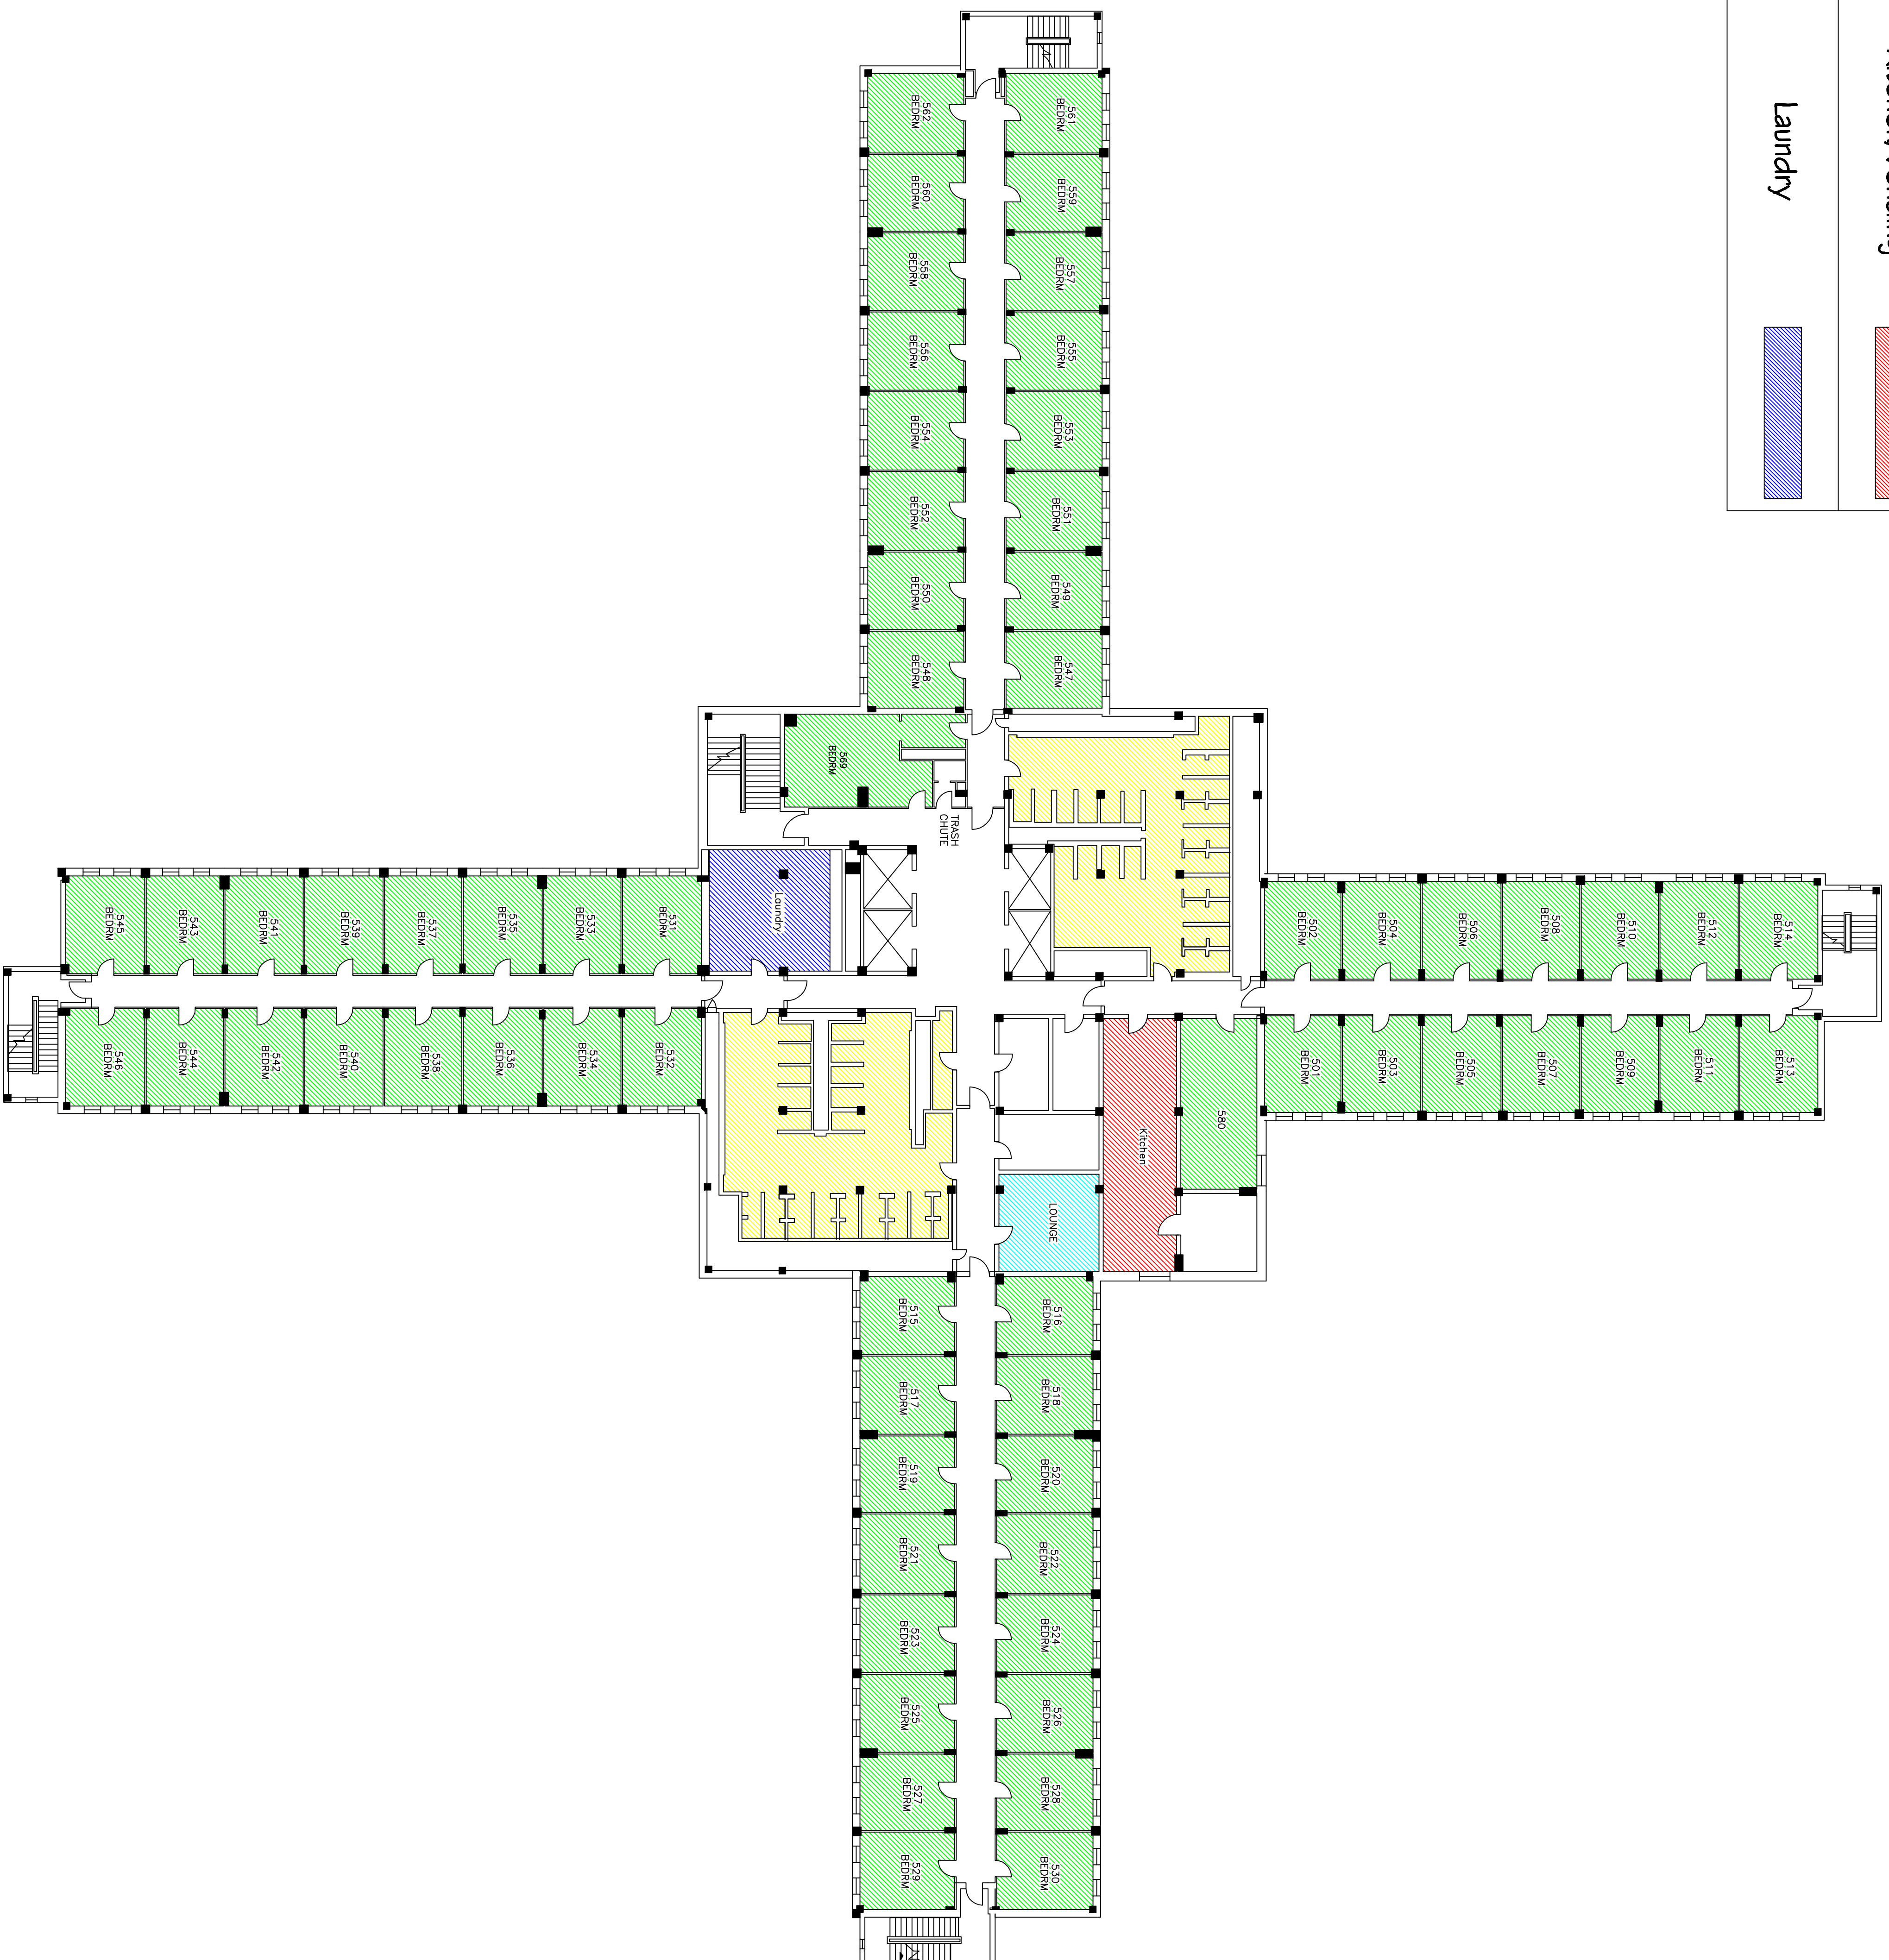 Laundry
562
BEDRM
561
BEDRM
560
BEDRM
559
BEDRM
558
BEDRM
557
BEDRM
556
BEDRM
555
BEDRM
554
BEDRM
553
BEDRM
552
BEDRM
551
BEDRM
550
BEDRM
549
BEDRM
548
BEDRM
547
BEDRM
569
BEDRM
TRASH
CHUTE
Laundry
545
BEDRM
543
BEDRM
541
BEDRM
539
BEDRM
537
BEDRM
535
BEDRM
533
BEDRM
531
BEDRM
502
BEDRM
504
BEDRM
506
BEDRM
508
BEDRM
510
BEDRM
512
BEDRM
514
BEDRM
546
BEDRM
544
BEDRM
542
BEDRM
540
BEDRM
538
BEDRM
536
BEDRM
534
BEDRM
532
BEDRM
501
BEDRM
503
BEDRM
505
BEDRM
507
BEDRM
509
BEDRM
511
BEDRM
513
BEDRM
580
Kitchen
LOUNGE
515
BEDRM
516
BEDRM
517
BEDRM
518
BEDRM
519
BEDRM
520
BEDRM
521
BEDRM
522
BEDRM
523
BEDRM
524
BEDRM
525
BEDRM
526
BEDRM
527
BEDRM
528
BEDRM
529
BEDRM
530
BEDRM